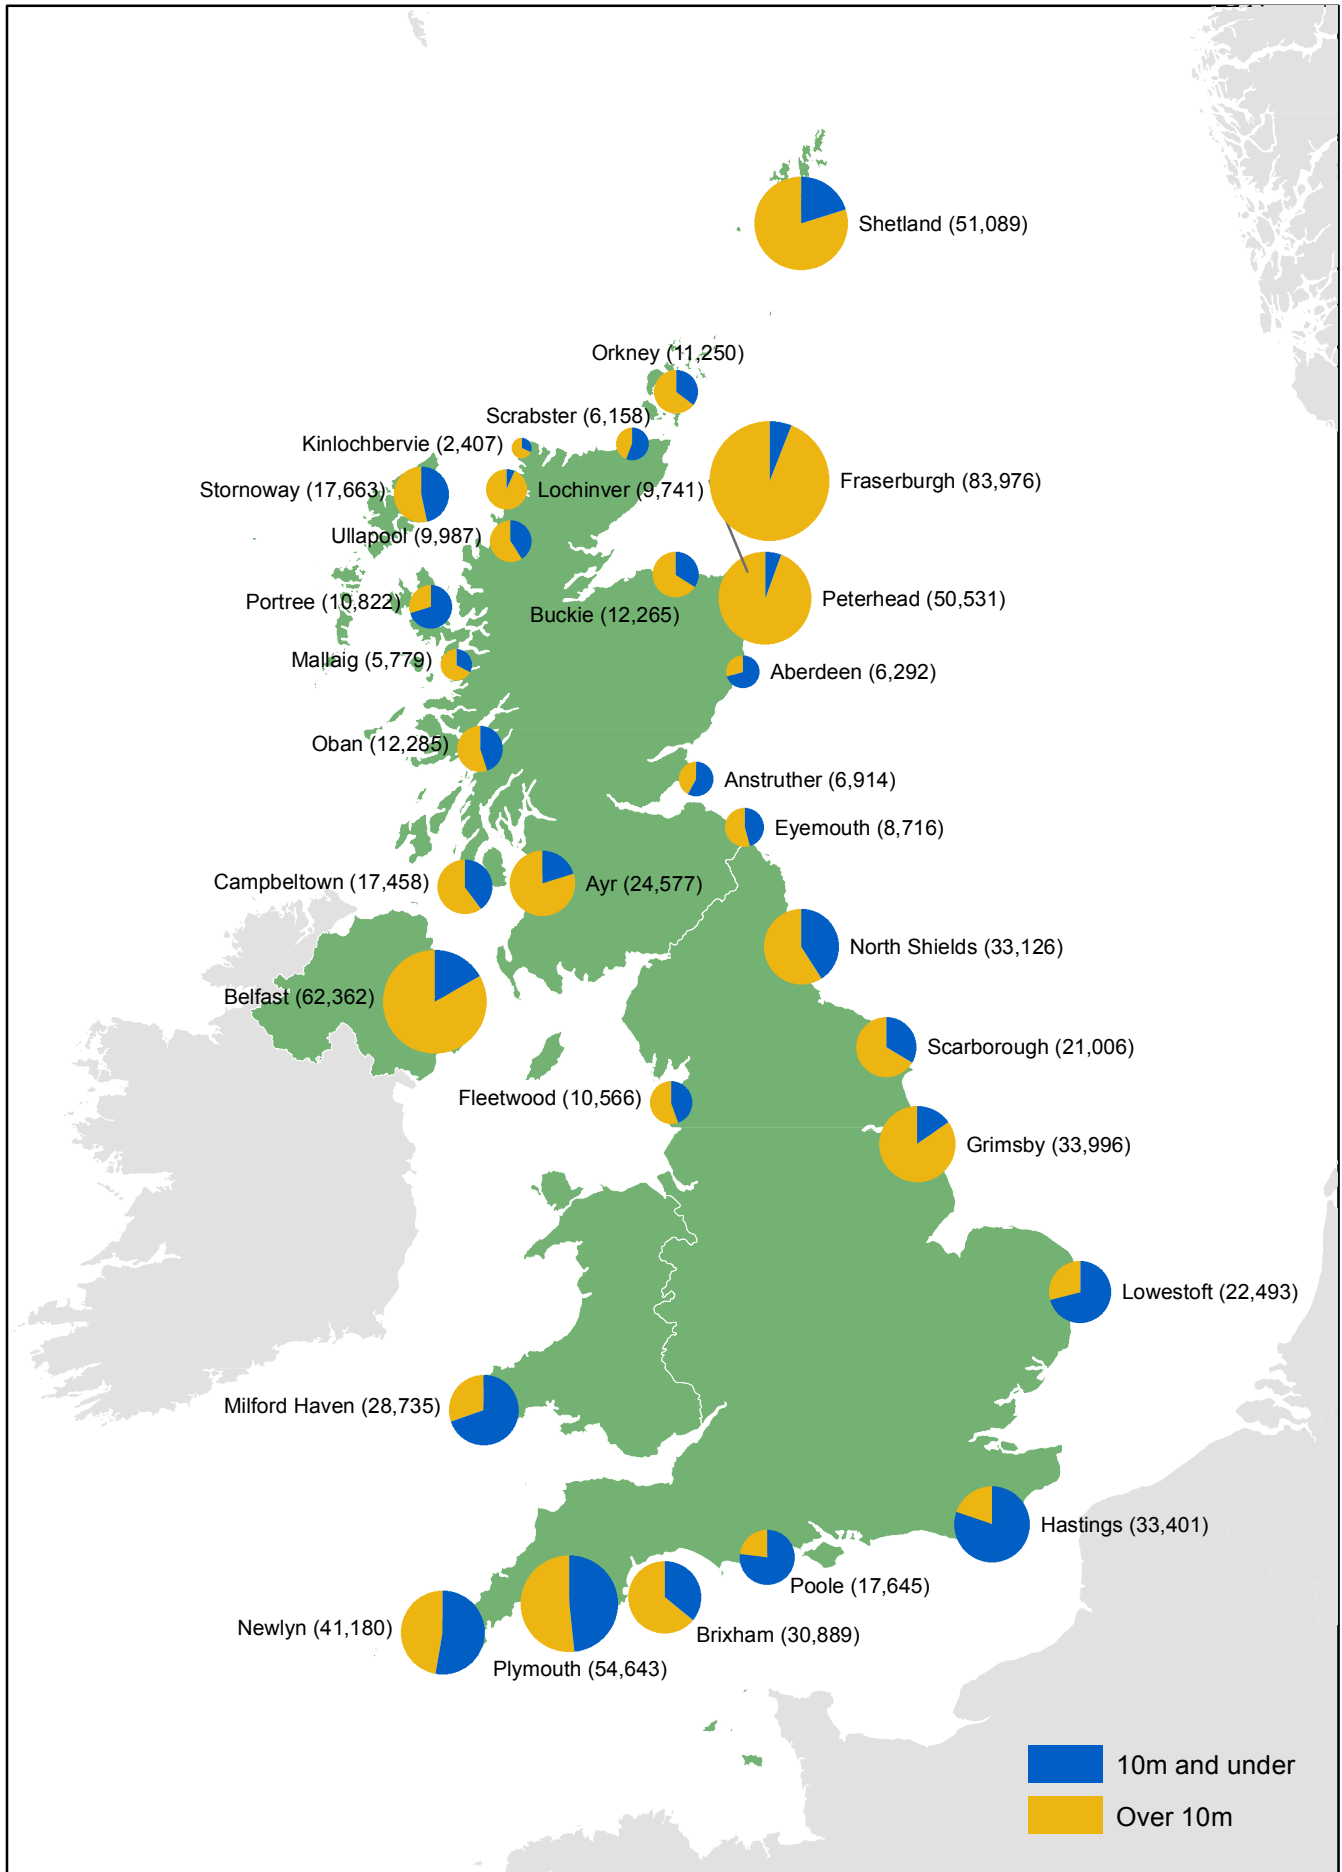 Shetland (51,089)
Orkney (11,250)
Scrabster (6,158)
Kinlochbervie (2,407)
Stornoway (17,663)
Lochinver (9,741)
Fraserburgh (83,976)
Ullapool (9,987)
Portree (10,822)
Buckie (12,265)
Peterhead (50,531)
Mallaig (5,779)
Aberdeen (6,292)
Oban (12,285)
Anstruther (6,914)
Eyemouth (8,716)
Campbeltown (17,458)
Ayr (24,577)
North Shields (33,126)
Belfast (62,362)
Scarborough (21,006)
Fleetwood (10,566)
Grimsby (33,996)
Lowestoft (22,493)
Milford Haven (28,735)
Hastings (33,401)
Poole (17,645)
Newlyn (41,180)
Brixham (30,889)
Plymouth (54,643)
10m and under
Over 10m